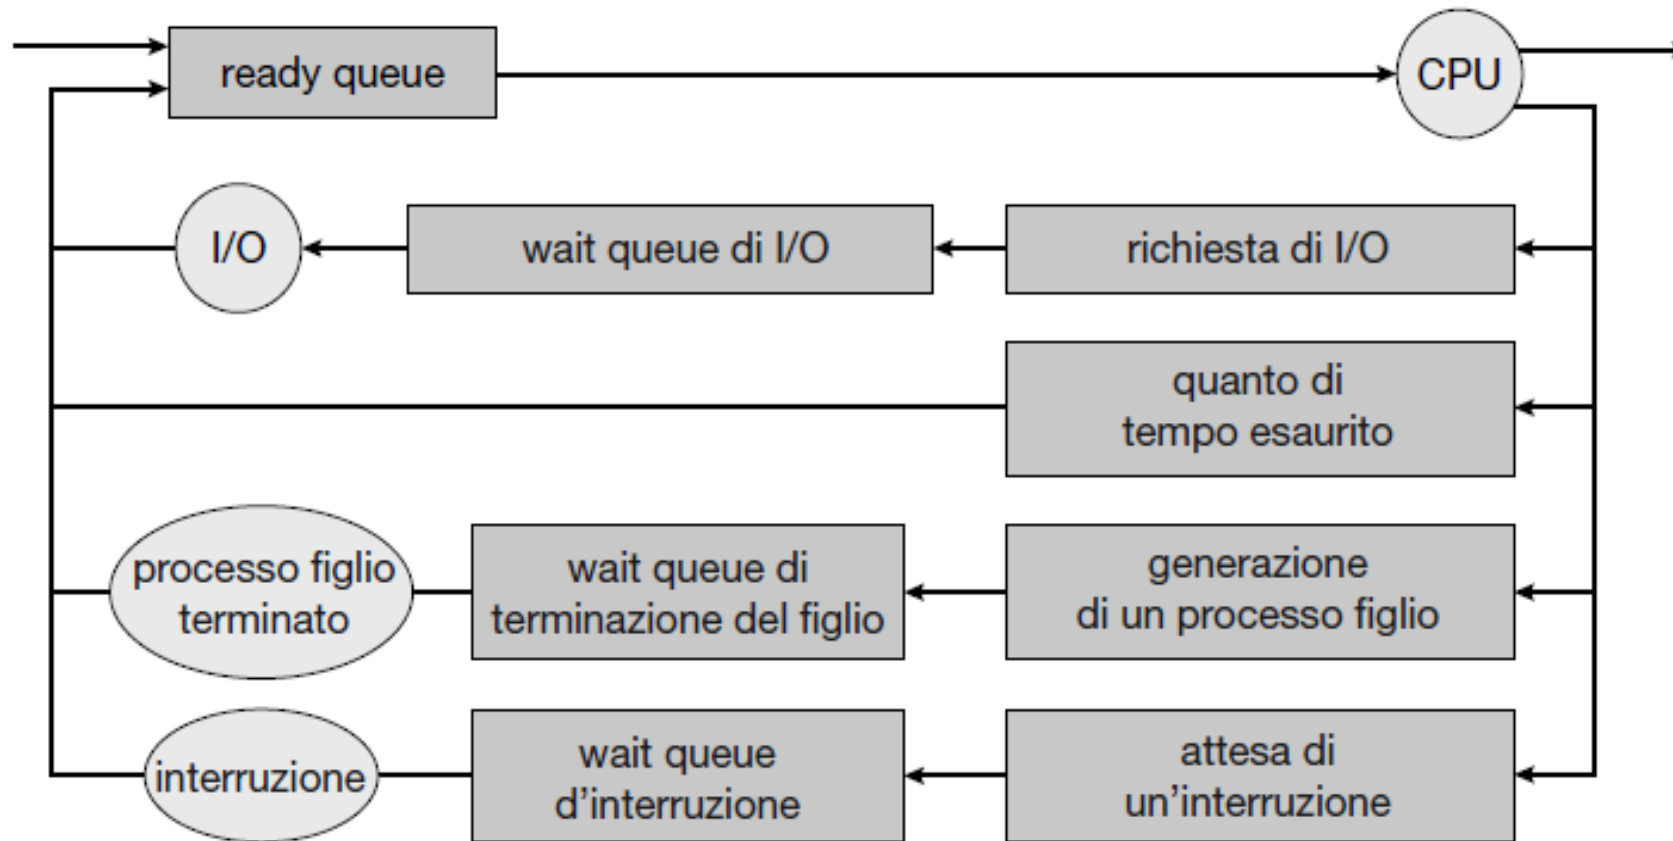 ready queue
CPU
I/O
wait queue di I/O
richiesta di I/O
quanto di
tempo esaurito
processo figlio
terminato
wait queue di
terminazione del figlio
generazione
di un processo figlio
interruzione
wait queue
d’interruzione
attesa di
un’interruzione